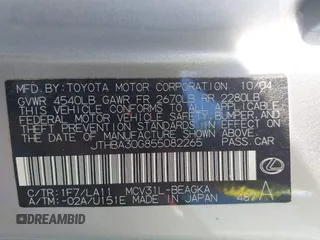 MFD. BY: TOYOTA MOTOR CORPORATION 10/04
GVWR 4540LB GAWR FR 2670LB RR 2280LB
THIS VEHICLE CONFORMS TO ALL APPLICABLE
FEDERAL MOTOR VEHICLE SAFETY, BUMPER, AND
THEFT PREVENTION STANDARDS IN EFFECT ON
THE DATE OF MANUFACTURE SHOWN ABOVE.
JTHBA30G855082265 PASS. CAR
C/TR: 1F7/LA11 MCV31L-BEAGKA A
A/TM: -02A/U151E MADE IN JAPAN
AUTOBIDMASTER